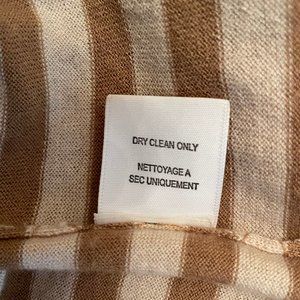 DRY CLEAN ONLY
NETTOYAGE A
SEC UNIQUEMENT